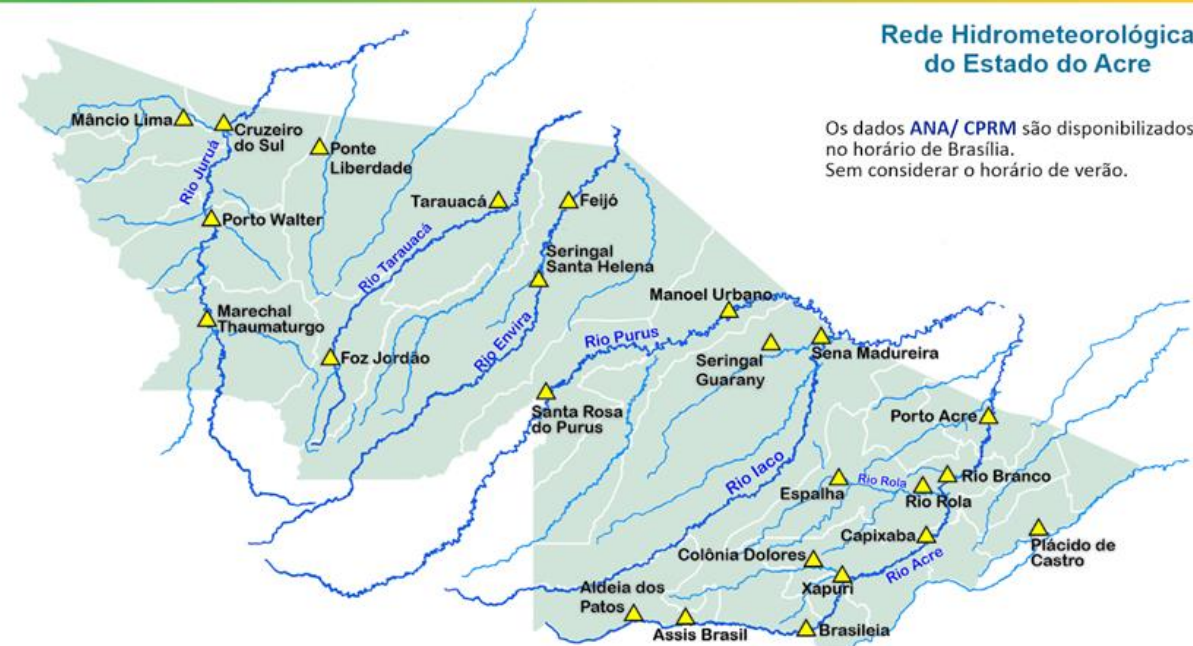 Rede Hidrometeorológica
do Estado do Acre
Os dados ANA/ CPRM são disponibilizados
no horário de Brasília.
Sem considerar o horário de verão.
Mâncio Lima
Cruzeiro
do Sul
Ponte
Liberdade
Rio Juruá
Porto Walter
Tarauacá
Feijó
Rio Tarauacá
Seringal
Santa Helena
Marechal
Thaumaturgo
Foz Jordão
Rio Envira
Manoel Urbano
Rio Purus
Seringal
Guarany
Sena Madureira
Santa Rosa
do Purus
Porto Acre
Rio Iaco
Espalha
Rio Rola
Rio Rola
Rio Branco
Capixaba
Plácido de
Castro
Colônia Dolores
Rio Acre
Xapuri
Aldeia dos
Patos
Assis Brasil
Brasileia